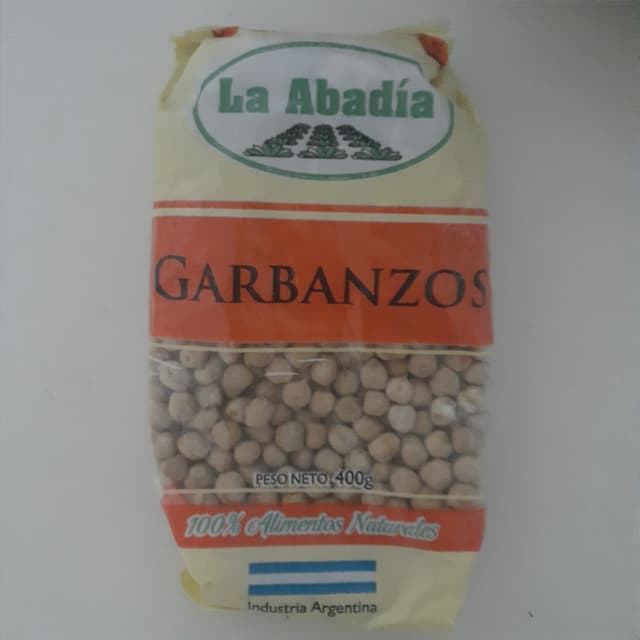 La Abadía
GARBANZOS
PESO NETO: 400g
100% Alimentos Naturales
Industria Argentina